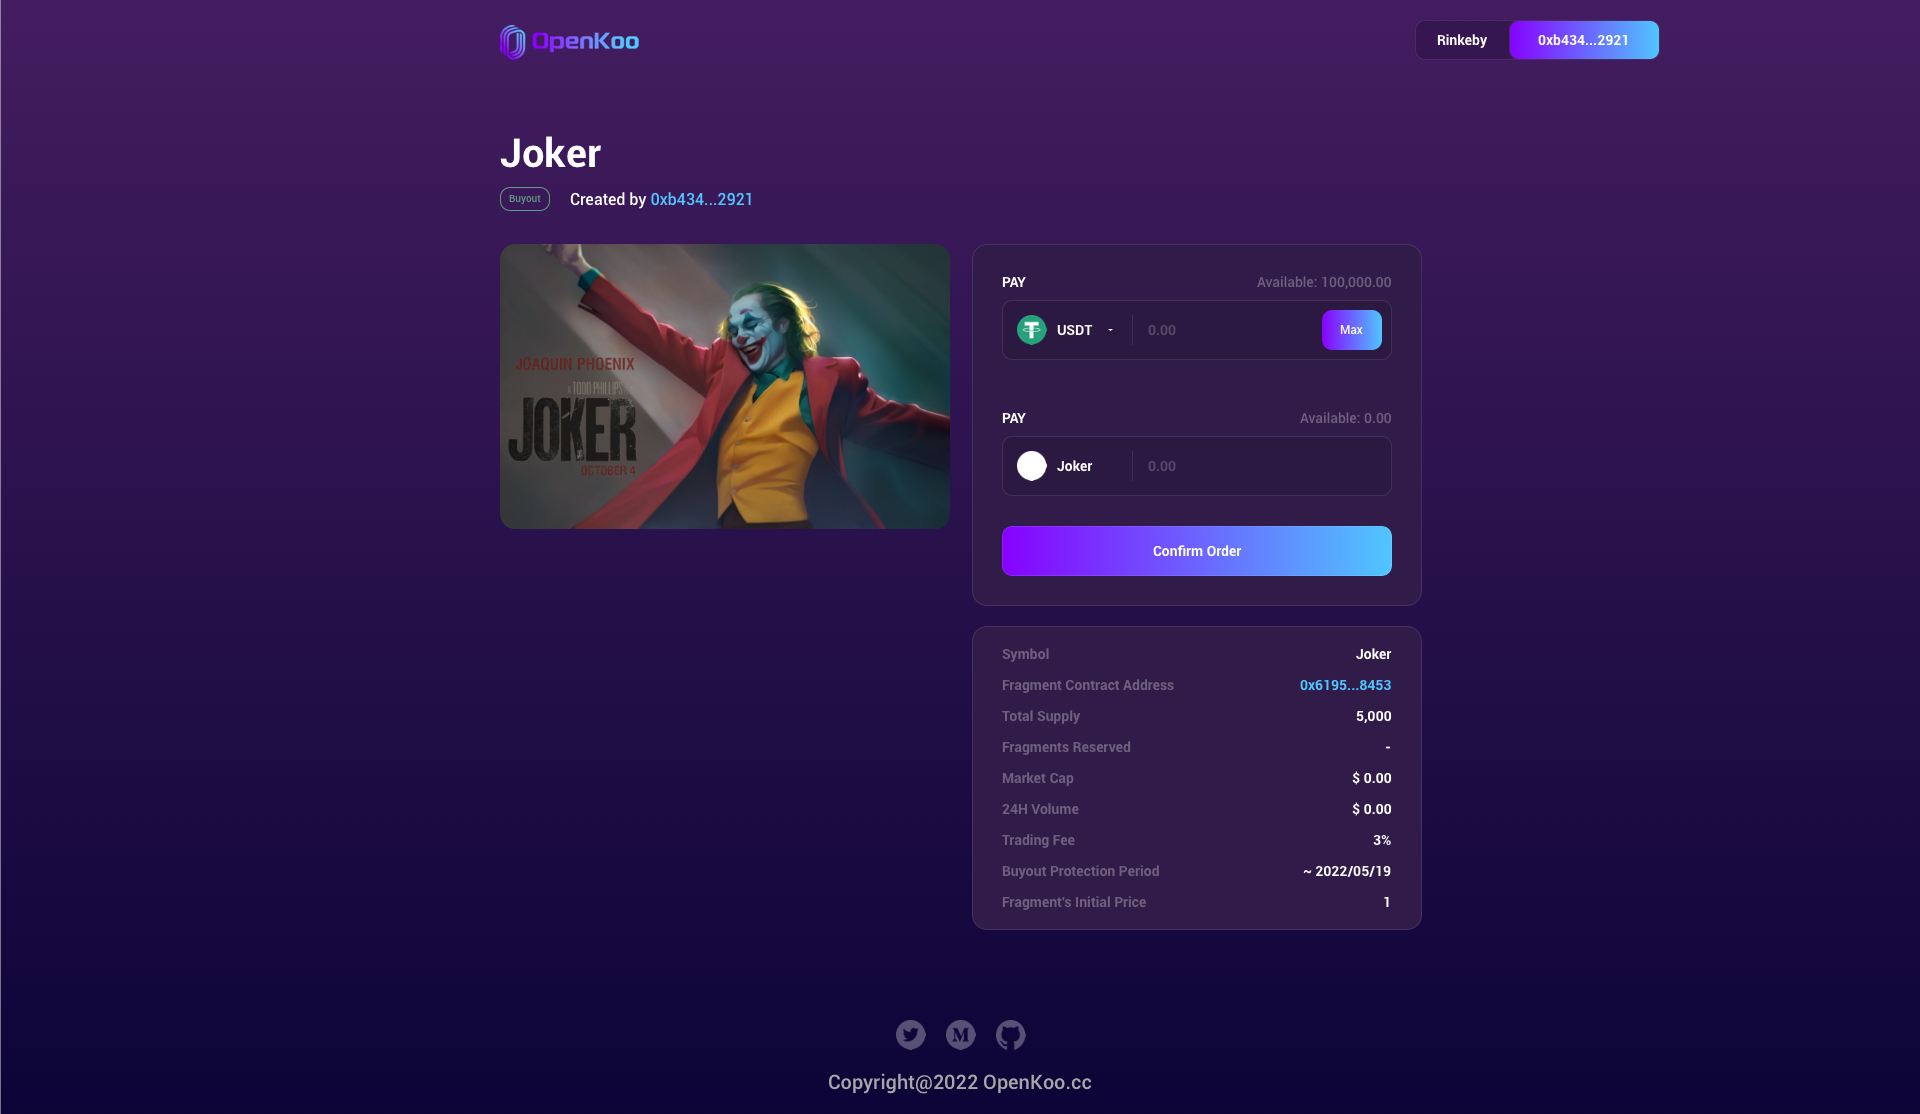 OpenKoo
Rinkeby
0xb434...2921
Joker
Buyout
Created by 0xb434...2921
JOAQUIN PHOENIX
A TODD PHILLIPS
JOKER
OCTOBER 4
PAY
Available: 100,000.00
USDT
0.00
Max
PAY
Available: 0.00
Joker
0.00
Confirm Order
Symbol
Joker
Fragment Contract Address
0x6195...8453
Total Supply
5,000
Fragments Reserved
-
Market Cap
$ 0.00
24H Volume
$ 0.00
Trading Fee
3%
Buyout Protection Period
~ 2022/05/19
Fragment's Initial Price
1
Copyright@2022 OpenKoo.cc